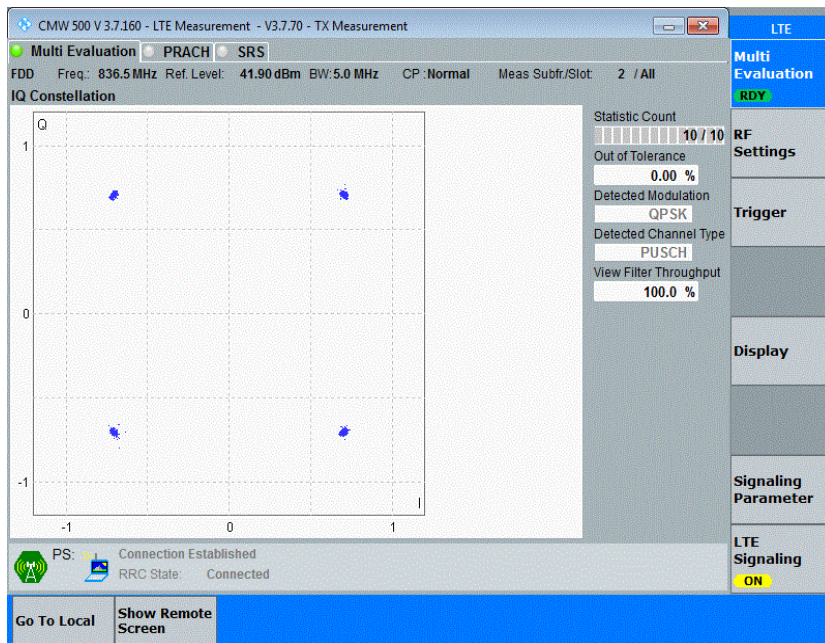 CMW 500 V 3.7.160 - LTE Measurement - V3.7.70 - TX Measurement
LTE
Multi Evaluation PRACH SRS
FDD Freq.: 836.5 MHz Ref. Level: 41.90 dBm BW: 5.0 MHz CP : Normal Meas Subfr./Slot: 2 / All
IQ Constellation
Q
1
0
-1
I
-1 0 1
Statistic Count
10 / 10
Out of Tolerance
0.00 %
Detected Modulation
QPSK
Detected Channel Type
PUSCH
View Filter Throughput
100.0 %
Multi
Evaluation
RDY
RF
Settings
Trigger
Display
Signaling
Parameter
LTE
Signaling
ON
PS: Connection Established
RRC State: Connected
Go To Local
Show Remote
Screen